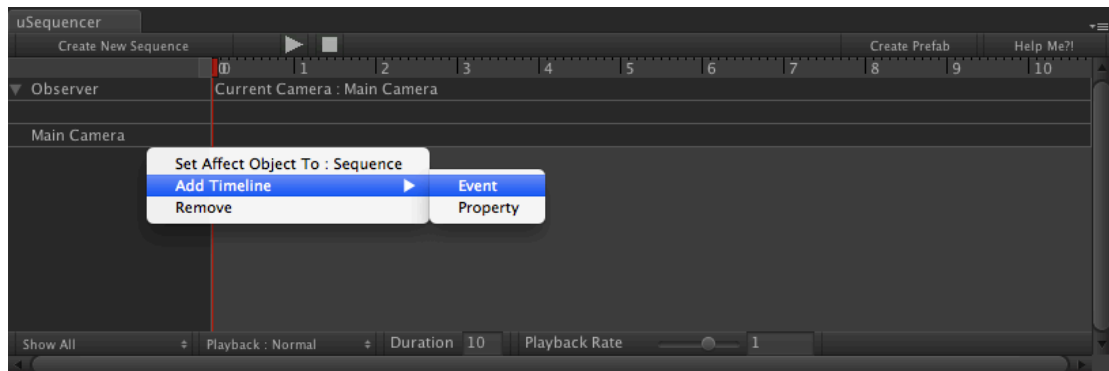 uSequencer
Create New Sequence Create Prefab Help Me?!
0 1 2 3 4 5 6 7 8 9 10
Observer Current Camera : Main Camera
Main Camera
Set Affect Object To : Sequence
Add Timeline Event
Remove Property
Show All Playback : Normal Duration 10 Playback Rate 1